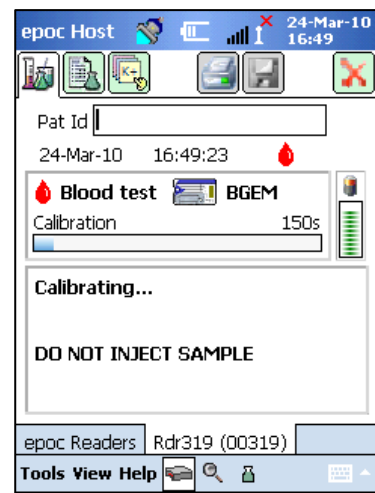 epoc Host 24-Mar-10
16:49
K+
Pat Id
24-Mar-10 16:49:23
Blood test BGEM
Calibration 150s
Calibrating...
DO NOT INJECT SAMPLE
epoc Readers Rdr319 (00319)
Tools View Help